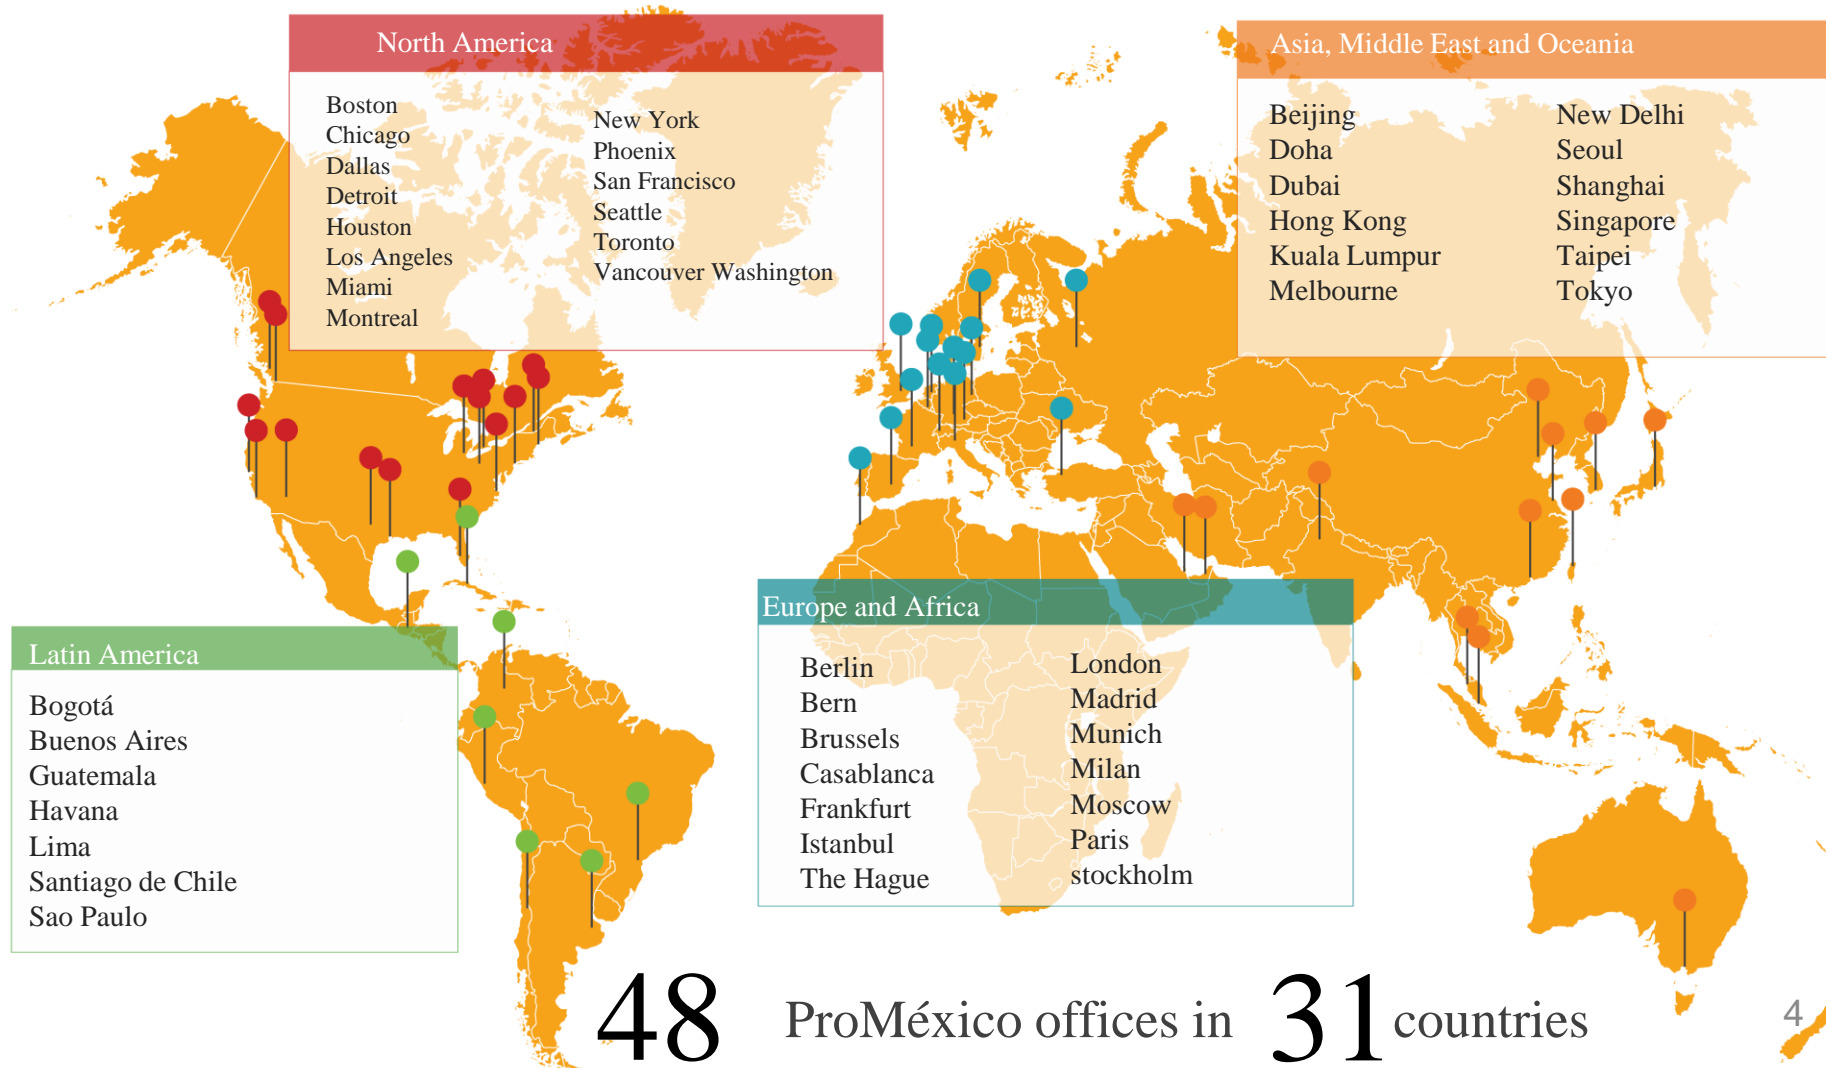 North America
Boston
Chicago
Dallas
Detroit
Houston
Los Angeles
Miami
Montreal
New York
Phoenix
San Francisco
Seattle
Toronto
Vancouver Washington
Asia, Middle East and Oceania
Beijing
Doha
Dubai
Hong Kong
Kuala Lumpur
Melbourne
New Delhi
Seoul
Shanghai
Singapore
Taipei
Tokyo
Latin America
Bogotá
Buenos Aires
Guatemala
Havana
Lima
Santiago de Chile
Sao Paulo
Europe and Africa
Berlin
Bern
Brussels
Casablanca
Frankfurt
Istanbul
The Hague
London
Madrid
Munich
Milan
Moscow
Paris
stockholm
48 ProMéxico offices in 31 countries
4